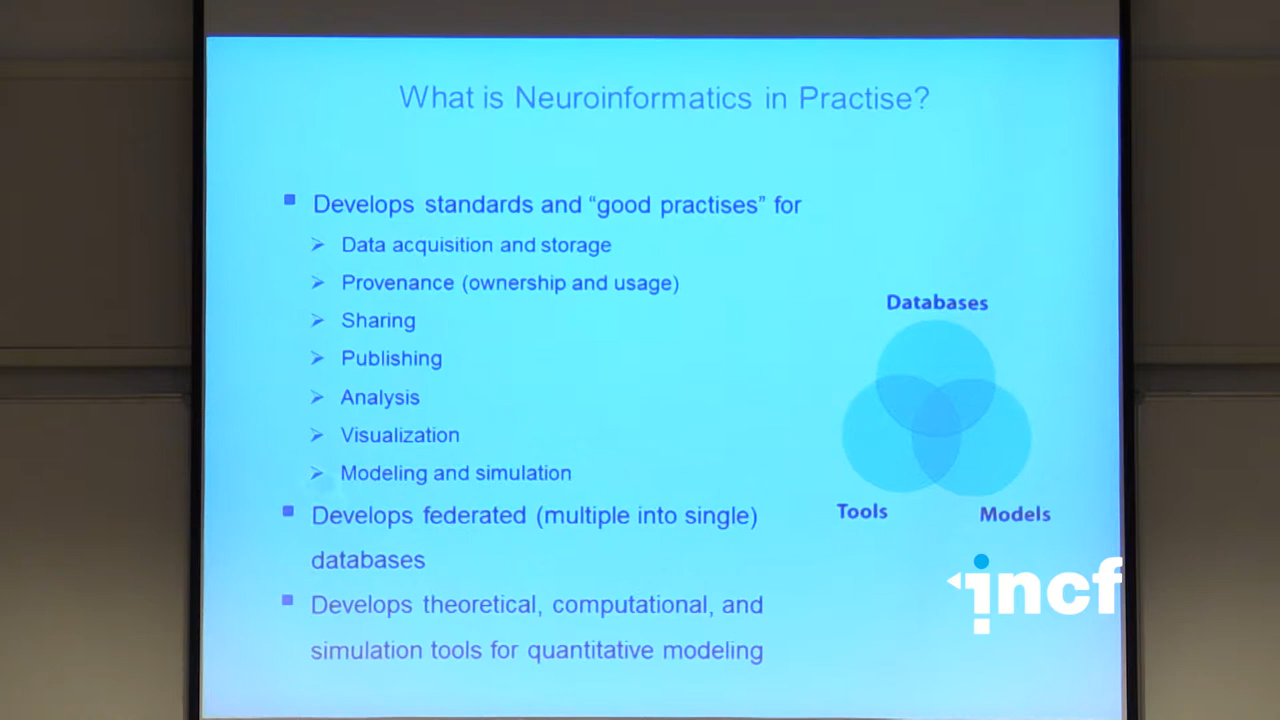 What is Neuroinformatics in Practise?
Develops standards and “good practises” for
Data acquisition and storage
Provenance (ownership and usage)
Sharing
Publishing
Analysis
Visualization
Modeling and simulation
Develops federated (multiple into single)
databases
Develops theoretical, computational, and
simulation tools for quantitative modeling
Databases
Tools
Models
incf